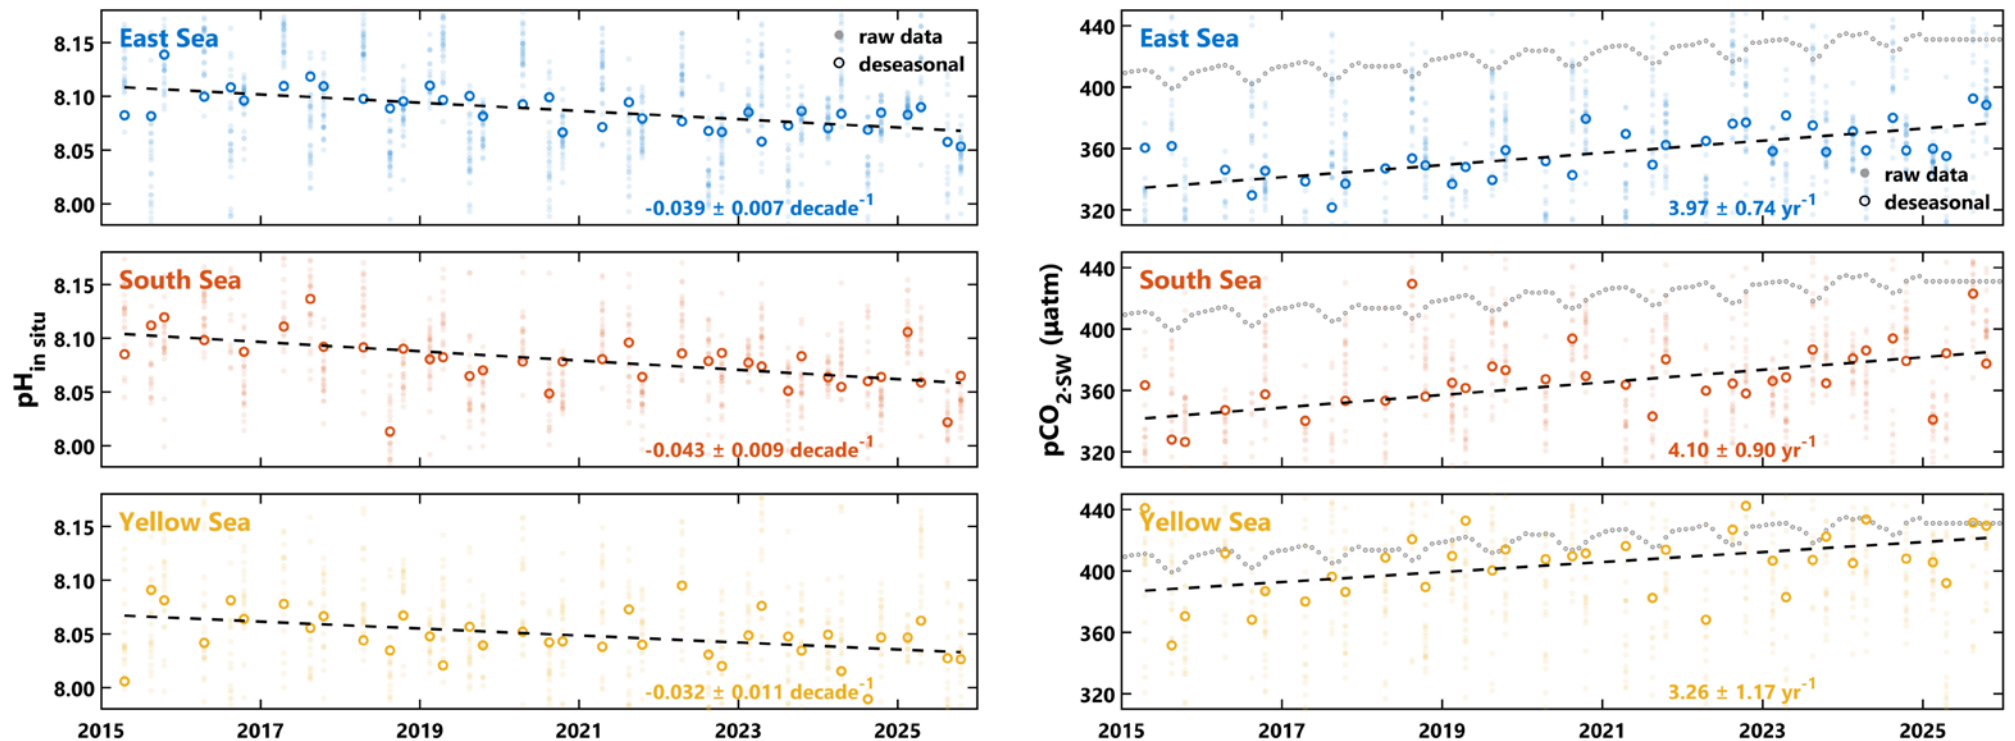 East Sea
raw data
deseasonal
8.15
8.10
8.05
8.00
-0.039 ± 0.007 decade⁻¹
South Sea
8.15
8.10
8.05
8.00
-0.043 ± 0.009 decade⁻¹
pH in situ
Yellow Sea
8.15
8.10
8.05
8.00
-0.032 ± 0.011 decade⁻¹
2015 2017 2019 2021 2023 2025
East Sea
440
400
360
320
raw data
deseasonal
3.97 ± 0.74 yr⁻¹
South Sea
440
400
360
320
4.10 ± 0.90 yr⁻¹
pCO₂.sw (µatm)
Yellow Sea
440
400
360
320
3.26 ± 1.17 yr⁻¹
2015 2017 2019 2021 2023 2025